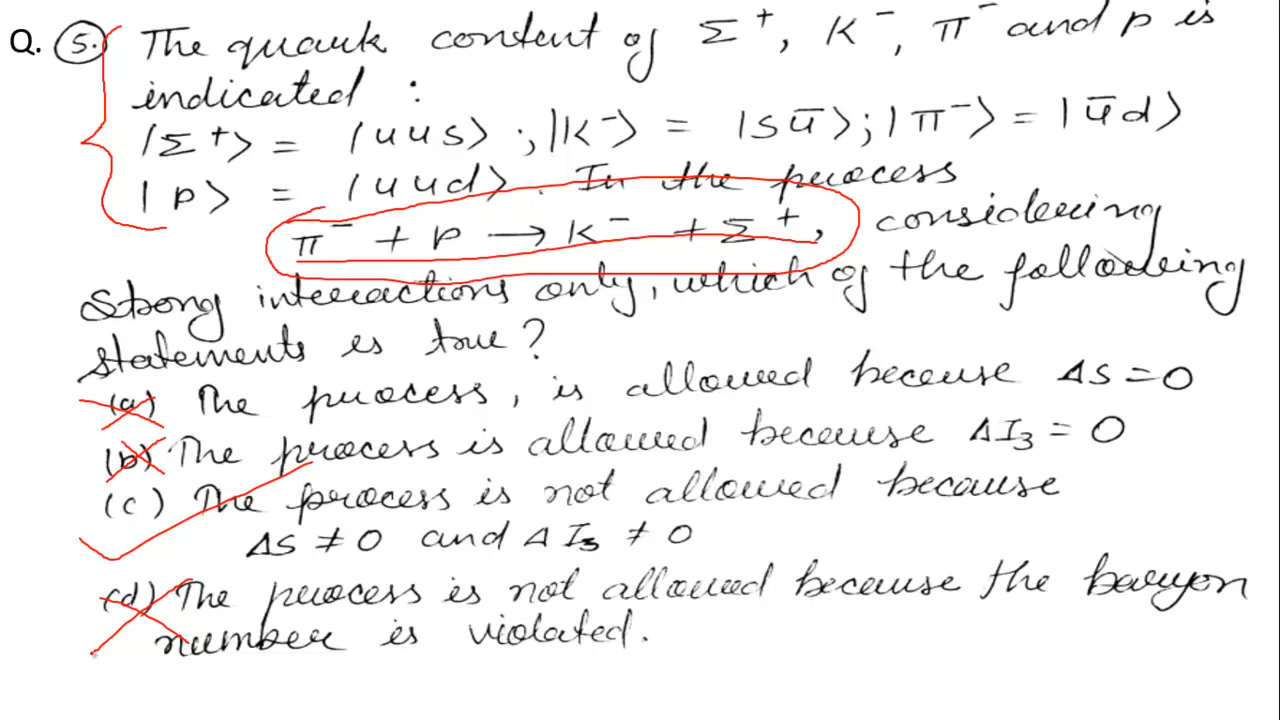 Q. 5. The quark content of Σ⁺, K⁻, π⁻ and p is
indicated :
|Σ⁺> = |uus> ; |K⁻> = |sū>; |π⁻> = |ūd>
|p> = |uud>. In the process
π⁻ + p → K⁻ + Σ⁺, considering
strong interactions only, which of the following
statements is true?
(a) The process, is allowed because ΔS = 0
(b) The process is allowed because ΔI₃ = 0
(c) The process is not allowed because
ΔS ≠ 0 and ΔI₃ ≠ 0
(d) The process is not allowed because the baryon
number is violated.